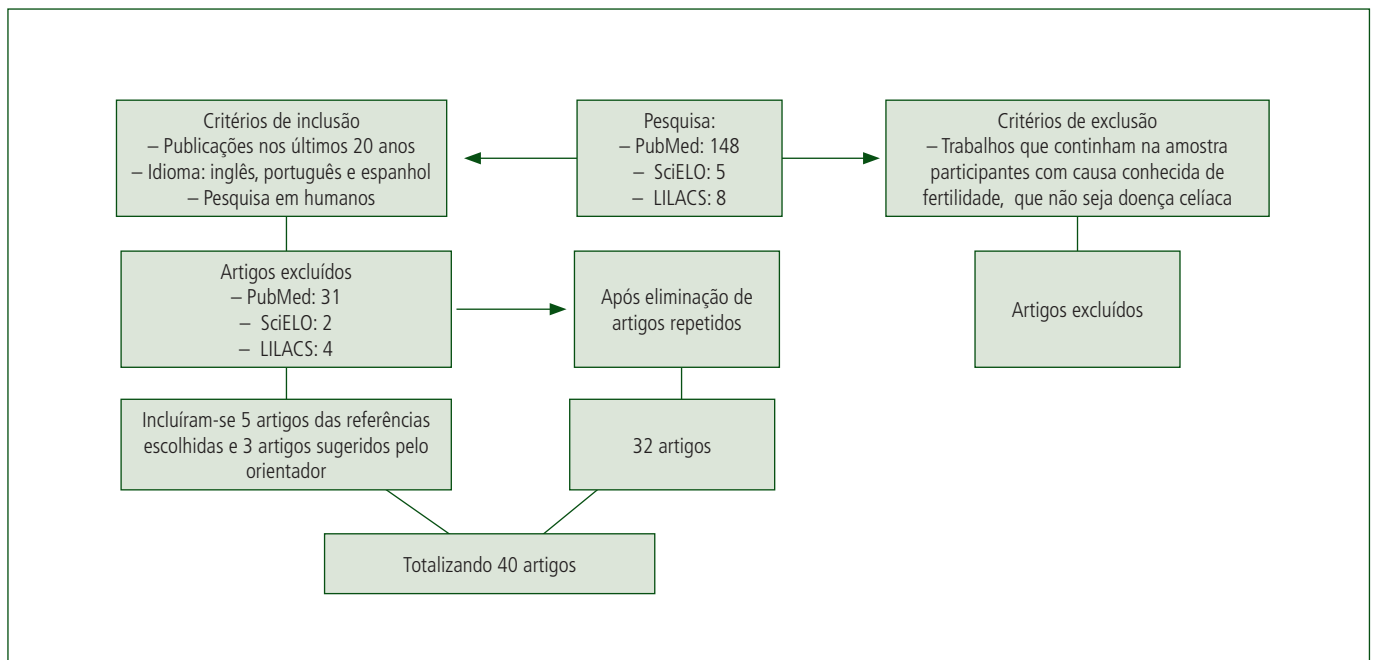 Critérios de inclusão
– Publicações nos últimos 20 anos
– Idioma: inglês, português e espanhol
– Pesquisa em humanos
Pesquisa:
– PubMed: 148
– SciELO: 5
– LILACS: 8
Critérios de exclusão
– Trabalhos que continham na amostra
participantes com causa conhecida de
fertilidade, que não seja doença celíaca
Artigos excluídos
– PubMed: 31
– SciELO: 2
– LILACS: 4
Após eliminação de
artigos repetidos
Artigos excluídos
Incluíram-se 5 artigos das referências
escolhidas e 3 artigos sugeridos pelo
orientador
32 artigos
Totalizando 40 artigos